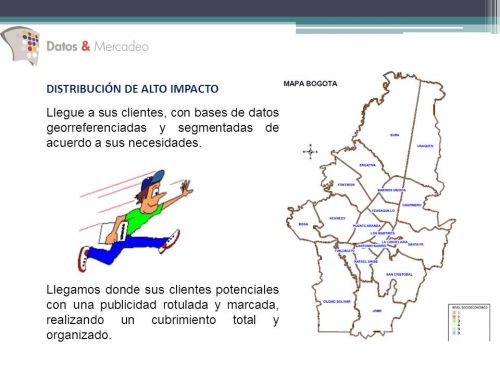 Datos & Mercadeo
DISTRIBUCIÓN DE ALTO IMPACTO
Llegue a sus clientes, con bases de datos
georreferenciadas y segmentadas de
acuerdo a sus necesidades.
Llegamos donde sus clientes potenciales
con una publicidad rotulada y marcada,
realizando un cubrimiento total y
organizado.
MAPA BOGOTA
SUBA
USAQUEN
ENGATIVA
FONTIBON
BARRIOS UNIDOS
CHAPINERO
TEUSAQUILLO
KENNEDY
BOSA
PUENTE ARANDA
LOS MARTIRES
LA CANDELARIA
SANTA FE
ANTONIO NARIÑO
TUNJUELITO
RAFAEL URIBE
SAN CRISTOBAL
CIUDAD BOLIVAR
USME
NIVEL SOCIOECONOMICO